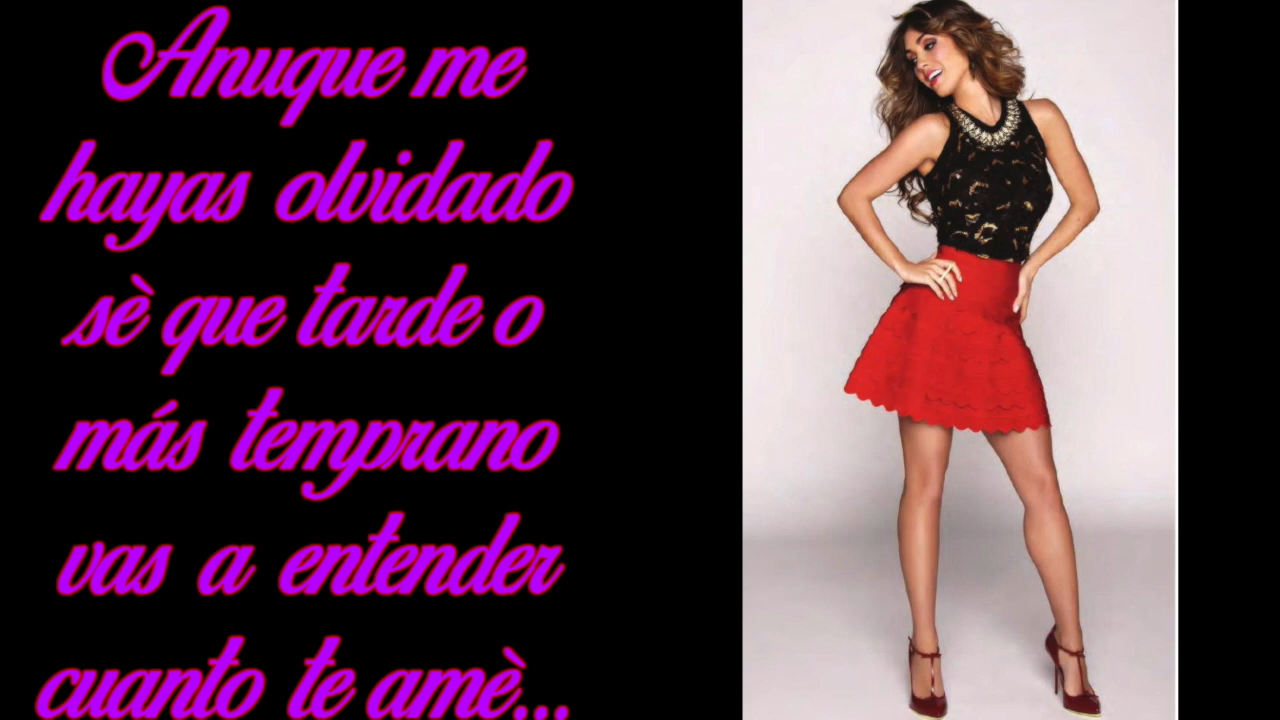 Anuque me
hayas olvidado
sè que tarde o
más temprano
vas a entender
cuanto te amè...